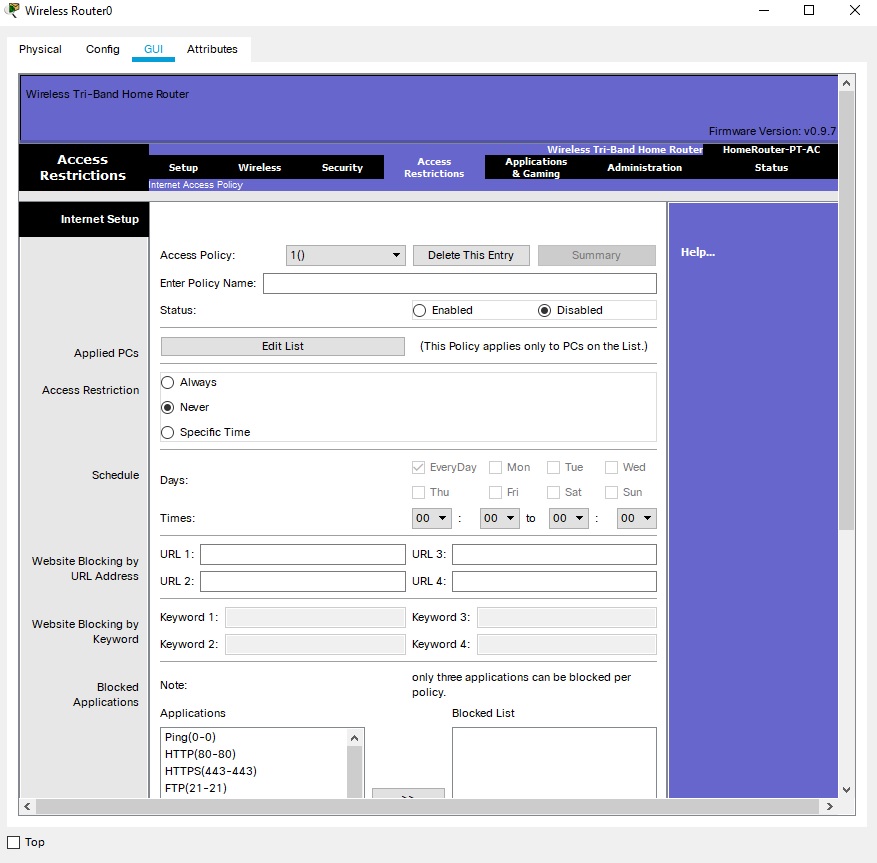 Wireless Router0
Physical Config GUI Attributes
Wireless Tri-Band Home Router
Firmware Version: v0.9.7
Wireless Tri-Band Home Router HomeRouter-PT-AC
Access Restrictions
Setup Wireless Security Access Restrictions Applications & Gaming Administration Status
Internet Access Policy
Internet Setup
Help...
Access Policy: 1() Delete This Entry Summary
Enter Policy Name:
Status: Enabled Disabled
Applied PCs Edit List (This Policy applies only to PCs on the List.)
Access Restriction Always
Never
Specific Time
Schedule
Days: EveryDay Mon Tue Wed
Thu Fri Sat Sun
Times: 00 : 00 to 00 : 00
Website Blocking by URL Address
URL 1: URL 3:
URL 2: URL 4:
Website Blocking by Keyword
Keyword 1: Keyword 3:
Keyword 2: Keyword 4:
Blocked Applications
Note: only three applications can be blocked per policy.
Applications Blocked List
Ping(0-0)
HTTP(80-80)
HTTPS(443-443)
FTP(21-21)
>>
Top